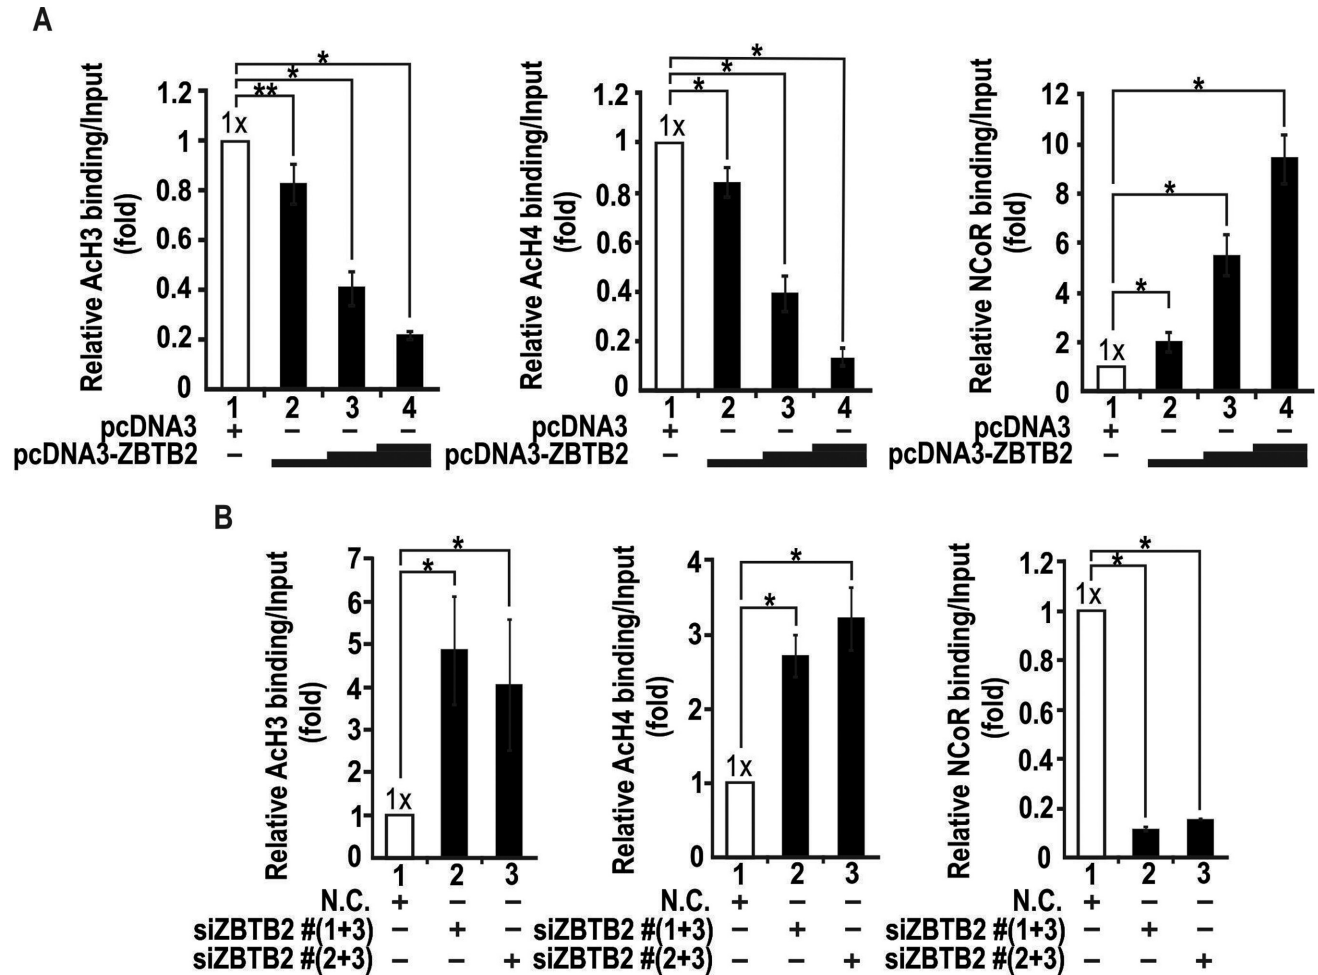 A
Relative AcH3 binding/Input
(fold)
1.2
1
0.8
0.6
0.4
0.2
0
1x
**
*
*
1 2 3 4
pcDNA3 + − − −
pcDNA3-ZBTB2 −
Relative AcH4 binding/Input
(fold)
1.2
1
0.8
0.6
0.4
0.2
0
1x
*
*
*
1 2 3 4
pcDNA3 + − − −
pcDNA3-ZBTB2 −
Relative NCoR binding/Input
(fold)
12
10
8
6
4
2
0
1x
*
*
*
1 2 3 4
pcDNA3 + − − −
pcDNA3-ZBTB2 −
B
Relative AcH3 binding/Input
(fold)
7
6
5
4
3
2
1
0
1x
*
*
1 2 3
N.C. + − −
siZBTB2 #(1+3) − + −
siZBTB2 #(2+3) − − +
Relative AcH4 binding/Input
(fold)
4
3
2
1
0
1x
*
*
1 2 3
N.C. + − −
siZBTB2 #(1+3) − + −
siZBTB2 #(2+3) − − +
Relative NCoR binding/Input
(fold)
1.2
1
0.8
0.6
0.4
0.2
0
1x
*
*
1 2 3
N.C. + − −
siZBTB2 #(1+3) − + −
siZBTB2 #(2+3) − − +